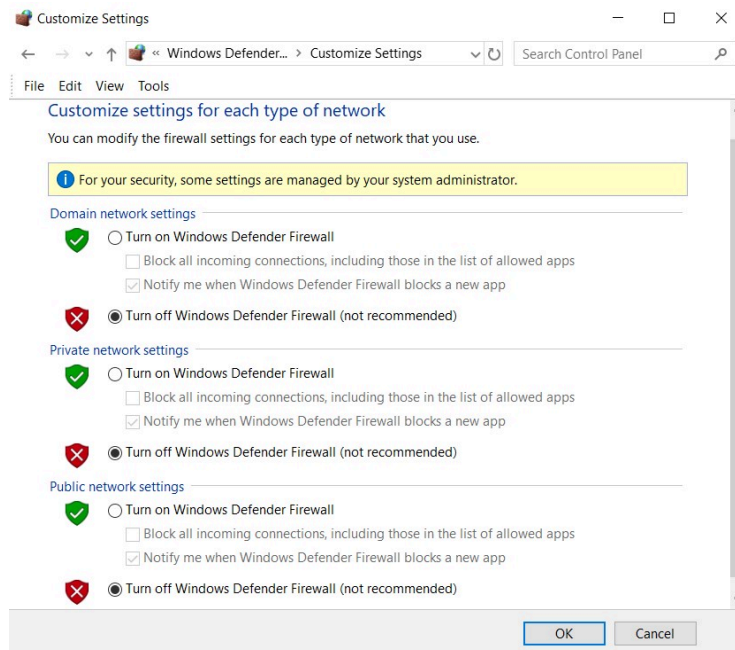 Customize Settings
« Windows Defender... > Customize Settings
Search Control Panel
File Edit View Tools
Customize settings for each type of network
You can modify the firewall settings for each type of network that you use.
For your security, some settings are managed by your system administrator.
Domain network settings
Turn on Windows Defender Firewall
Block all incoming connections, including those in the list of allowed apps
Notify me when Windows Defender Firewall blocks a new app
Turn off Windows Defender Firewall (not recommended)
Private network settings
Turn on Windows Defender Firewall
Block all incoming connections, including those in the list of allowed apps
Notify me when Windows Defender Firewall blocks a new app
Turn off Windows Defender Firewall (not recommended)
Public network settings
Turn on Windows Defender Firewall
Block all incoming connections, including those in the list of allowed apps
Notify me when Windows Defender Firewall blocks a new app
Turn off Windows Defender Firewall (not recommended)
OK Cancel